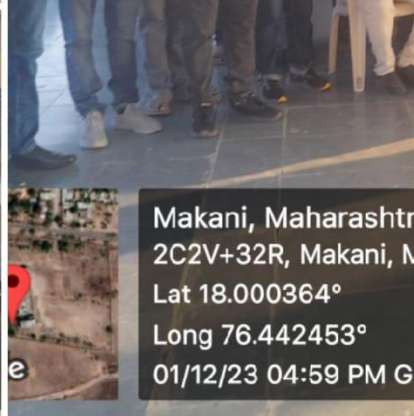 Makani, Maharashtr
2C2V+32R, Makani, M
Lat 18.000364°
Long 76.442453°
01/12/23 04:59 PM G
e